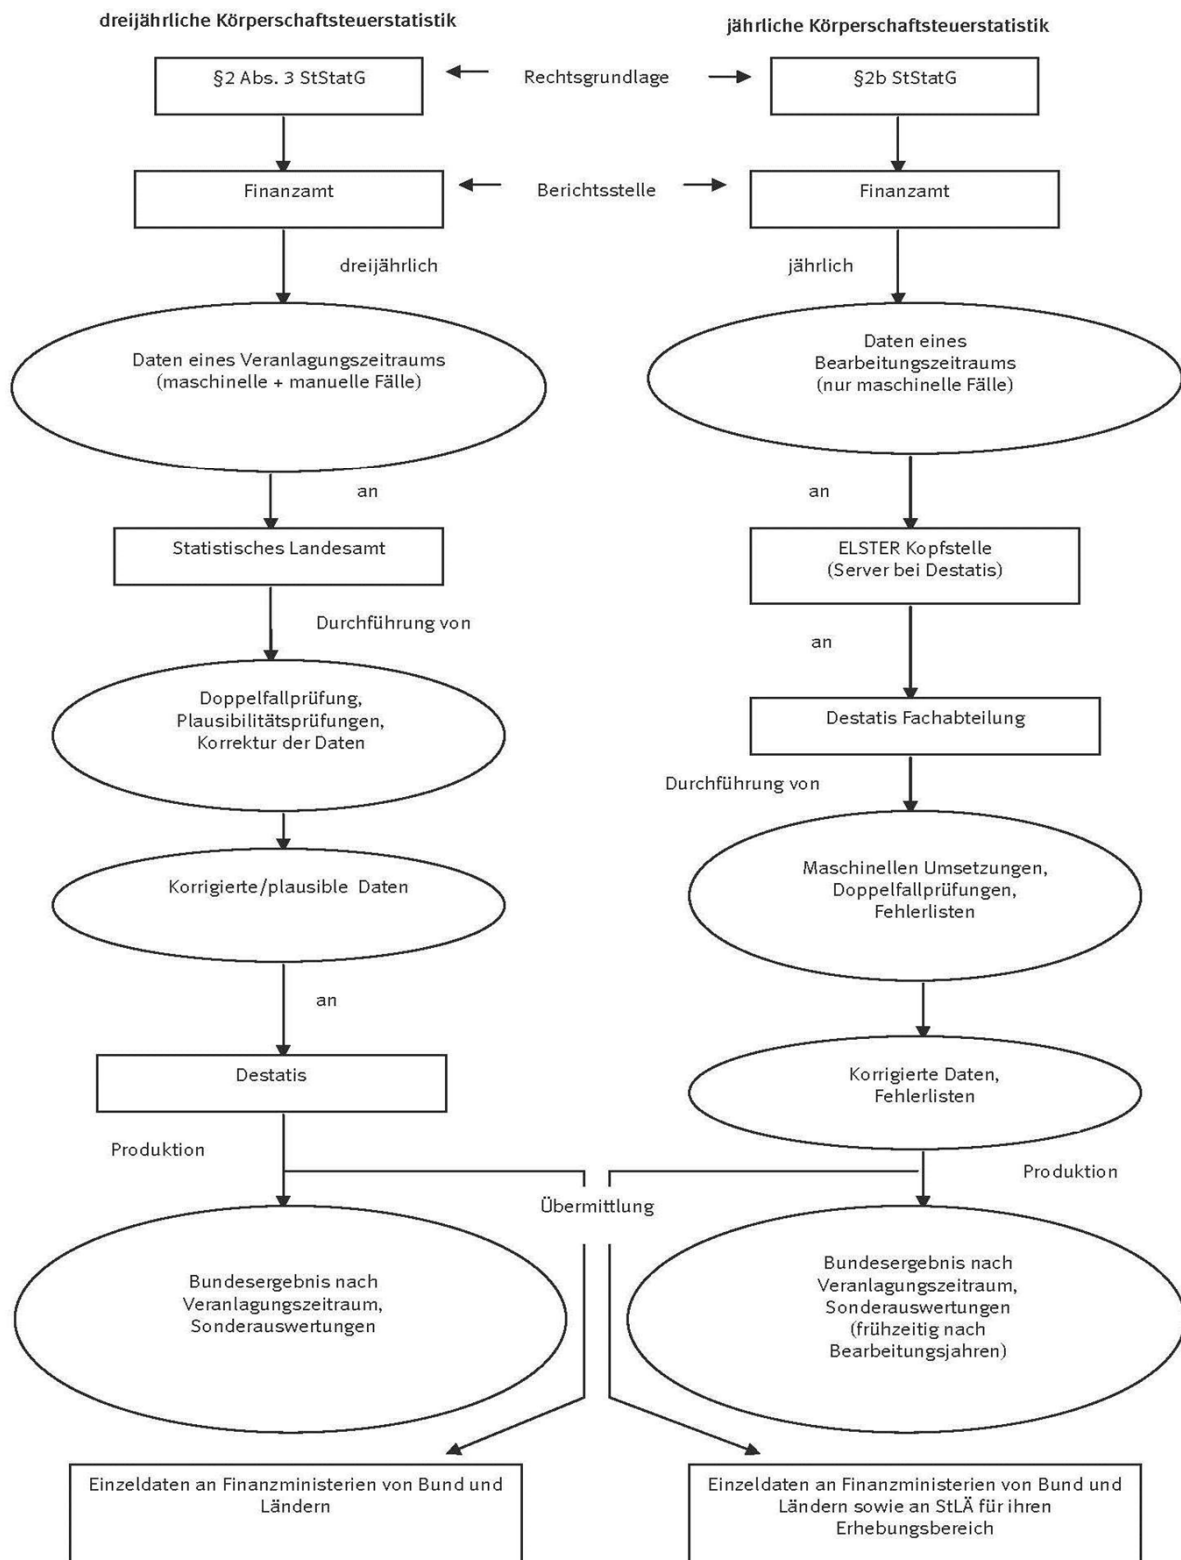 dreijährliche Körperschaftsteuerstatistik
jährliche Körperschaftsteuerstatistik
§2 Abs. 3 StStatG
Rechtsgrundlage
§2b StStatG
Finanzamt
Berichtsstelle
Finanzamt
dreijährlich
jährlich
Daten eines Veranlagungszeitraums
(maschinelle + manuelle Fälle)
Daten eines
Bearbeitungszeitraums
(nur maschinelle Fälle)
an
an
Statistisches Landesamt
ELSTER Kopfstelle
(Server bei Destatis)
Durchführung von
an
Doppelfallprüfung,
Plausibilitätsprüfungen,
Korrektur der Daten
Destatis Fachabteilung
Durchführung von
Korrigierte/plausible Daten
Maschinellen Umsetzungen,
Doppelfallprüfungen,
Fehlerlisten
an
Destatis
Korrigierte Daten,
Fehlerlisten
Produktion
Produktion
Übermittlung
Bundesergebnis nach
Veranlagungszeitraum,
Sonderauswertungen
Bundesergebnis nach
Veranlagungszeitraum,
Sonderauswertungen
(frühzeitig nach
Bearbeitungsjahren)
Einzeldaten an Finanzministerien von Bund und
Ländern
Einzeldaten an Finanzministerien von Bund und
Ländern sowie an StLÄ für ihren
Erhebungsbereich